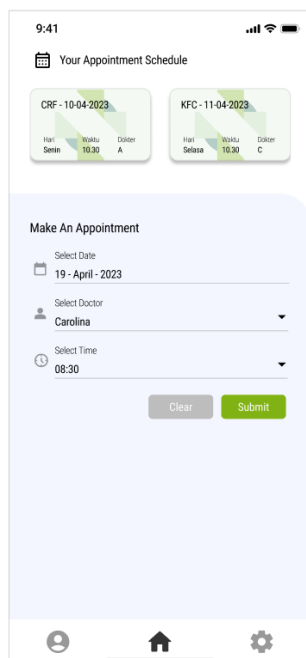 9:41
Your Appointment Schedule
CRF - 10-04-2023
Hari Waktu Dokter
Senin 10.30 A
KFC - 11-04-2023
Hari Waktu Dokter
Selasa 10.30 C
Make An Appointment
Select Date
19 - April - 2023
Select Doctor
Carolina
Select Time
08:30
Clear Submit